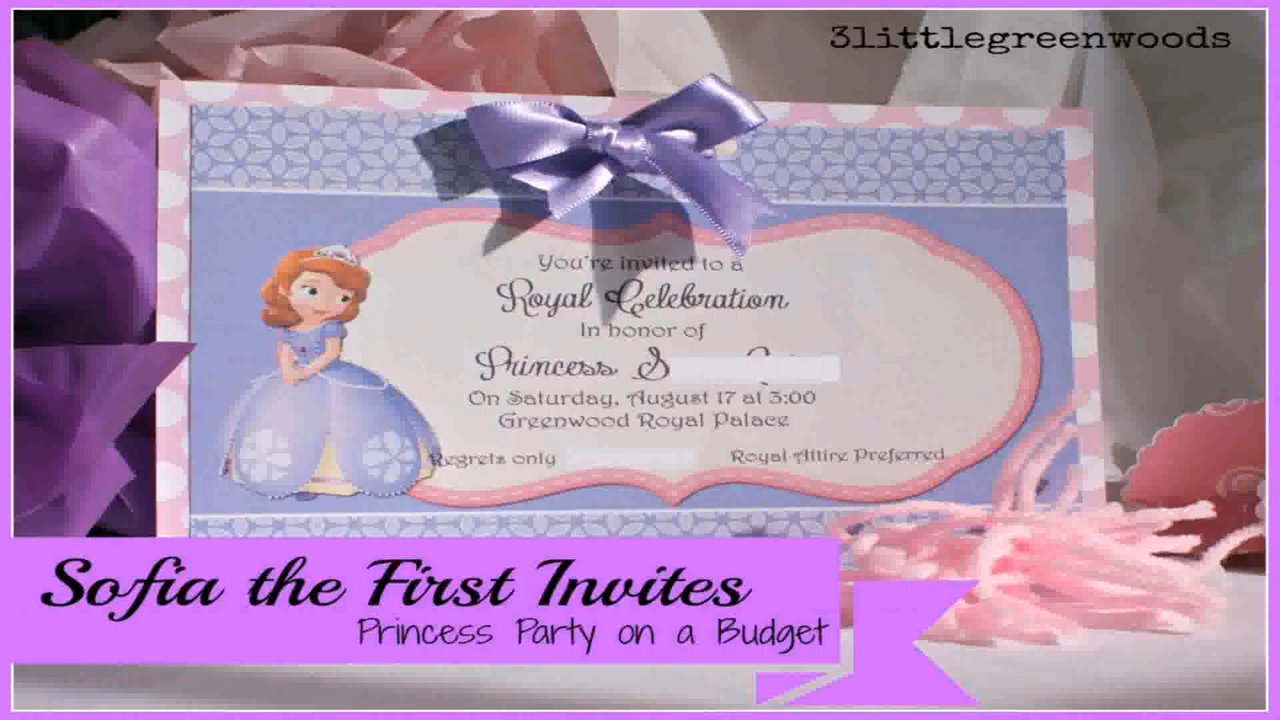 3littlegreenwoods
You're invited to a
Royal Celebration
In honor of
Princess S
On Saturday, August 17 at 3:00
Greenwood Royal Palace
Regrets only Royal Attire Preferred
Sofia the First Invites
Princess Party on a Budget